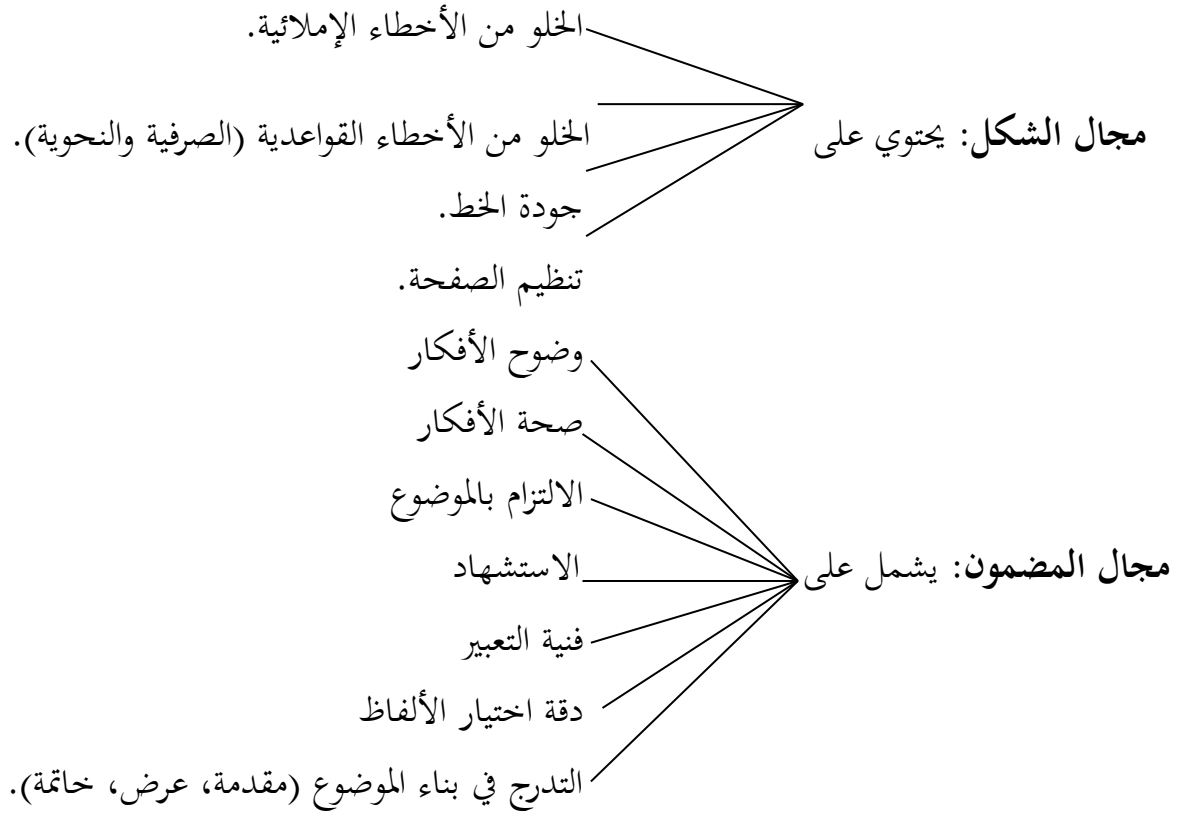 الخلو من الأخطاء الإملائية.
مجال الشكل: يحتوي على
الخلو من الأخطاء القواعدية (الصرفية والنحوية).
جودة الخط.
تنظيم الصفحة.
وضوح الأفكار
صحة الأفكار
الالتزام بالموضوع
مجال المضمون: يشمل على
الاستشهاد
فنية التعبير
دقة اختيار الألفاظ
التدرج في بناء الموضوع (مقدمة، عرض، خاتمة).